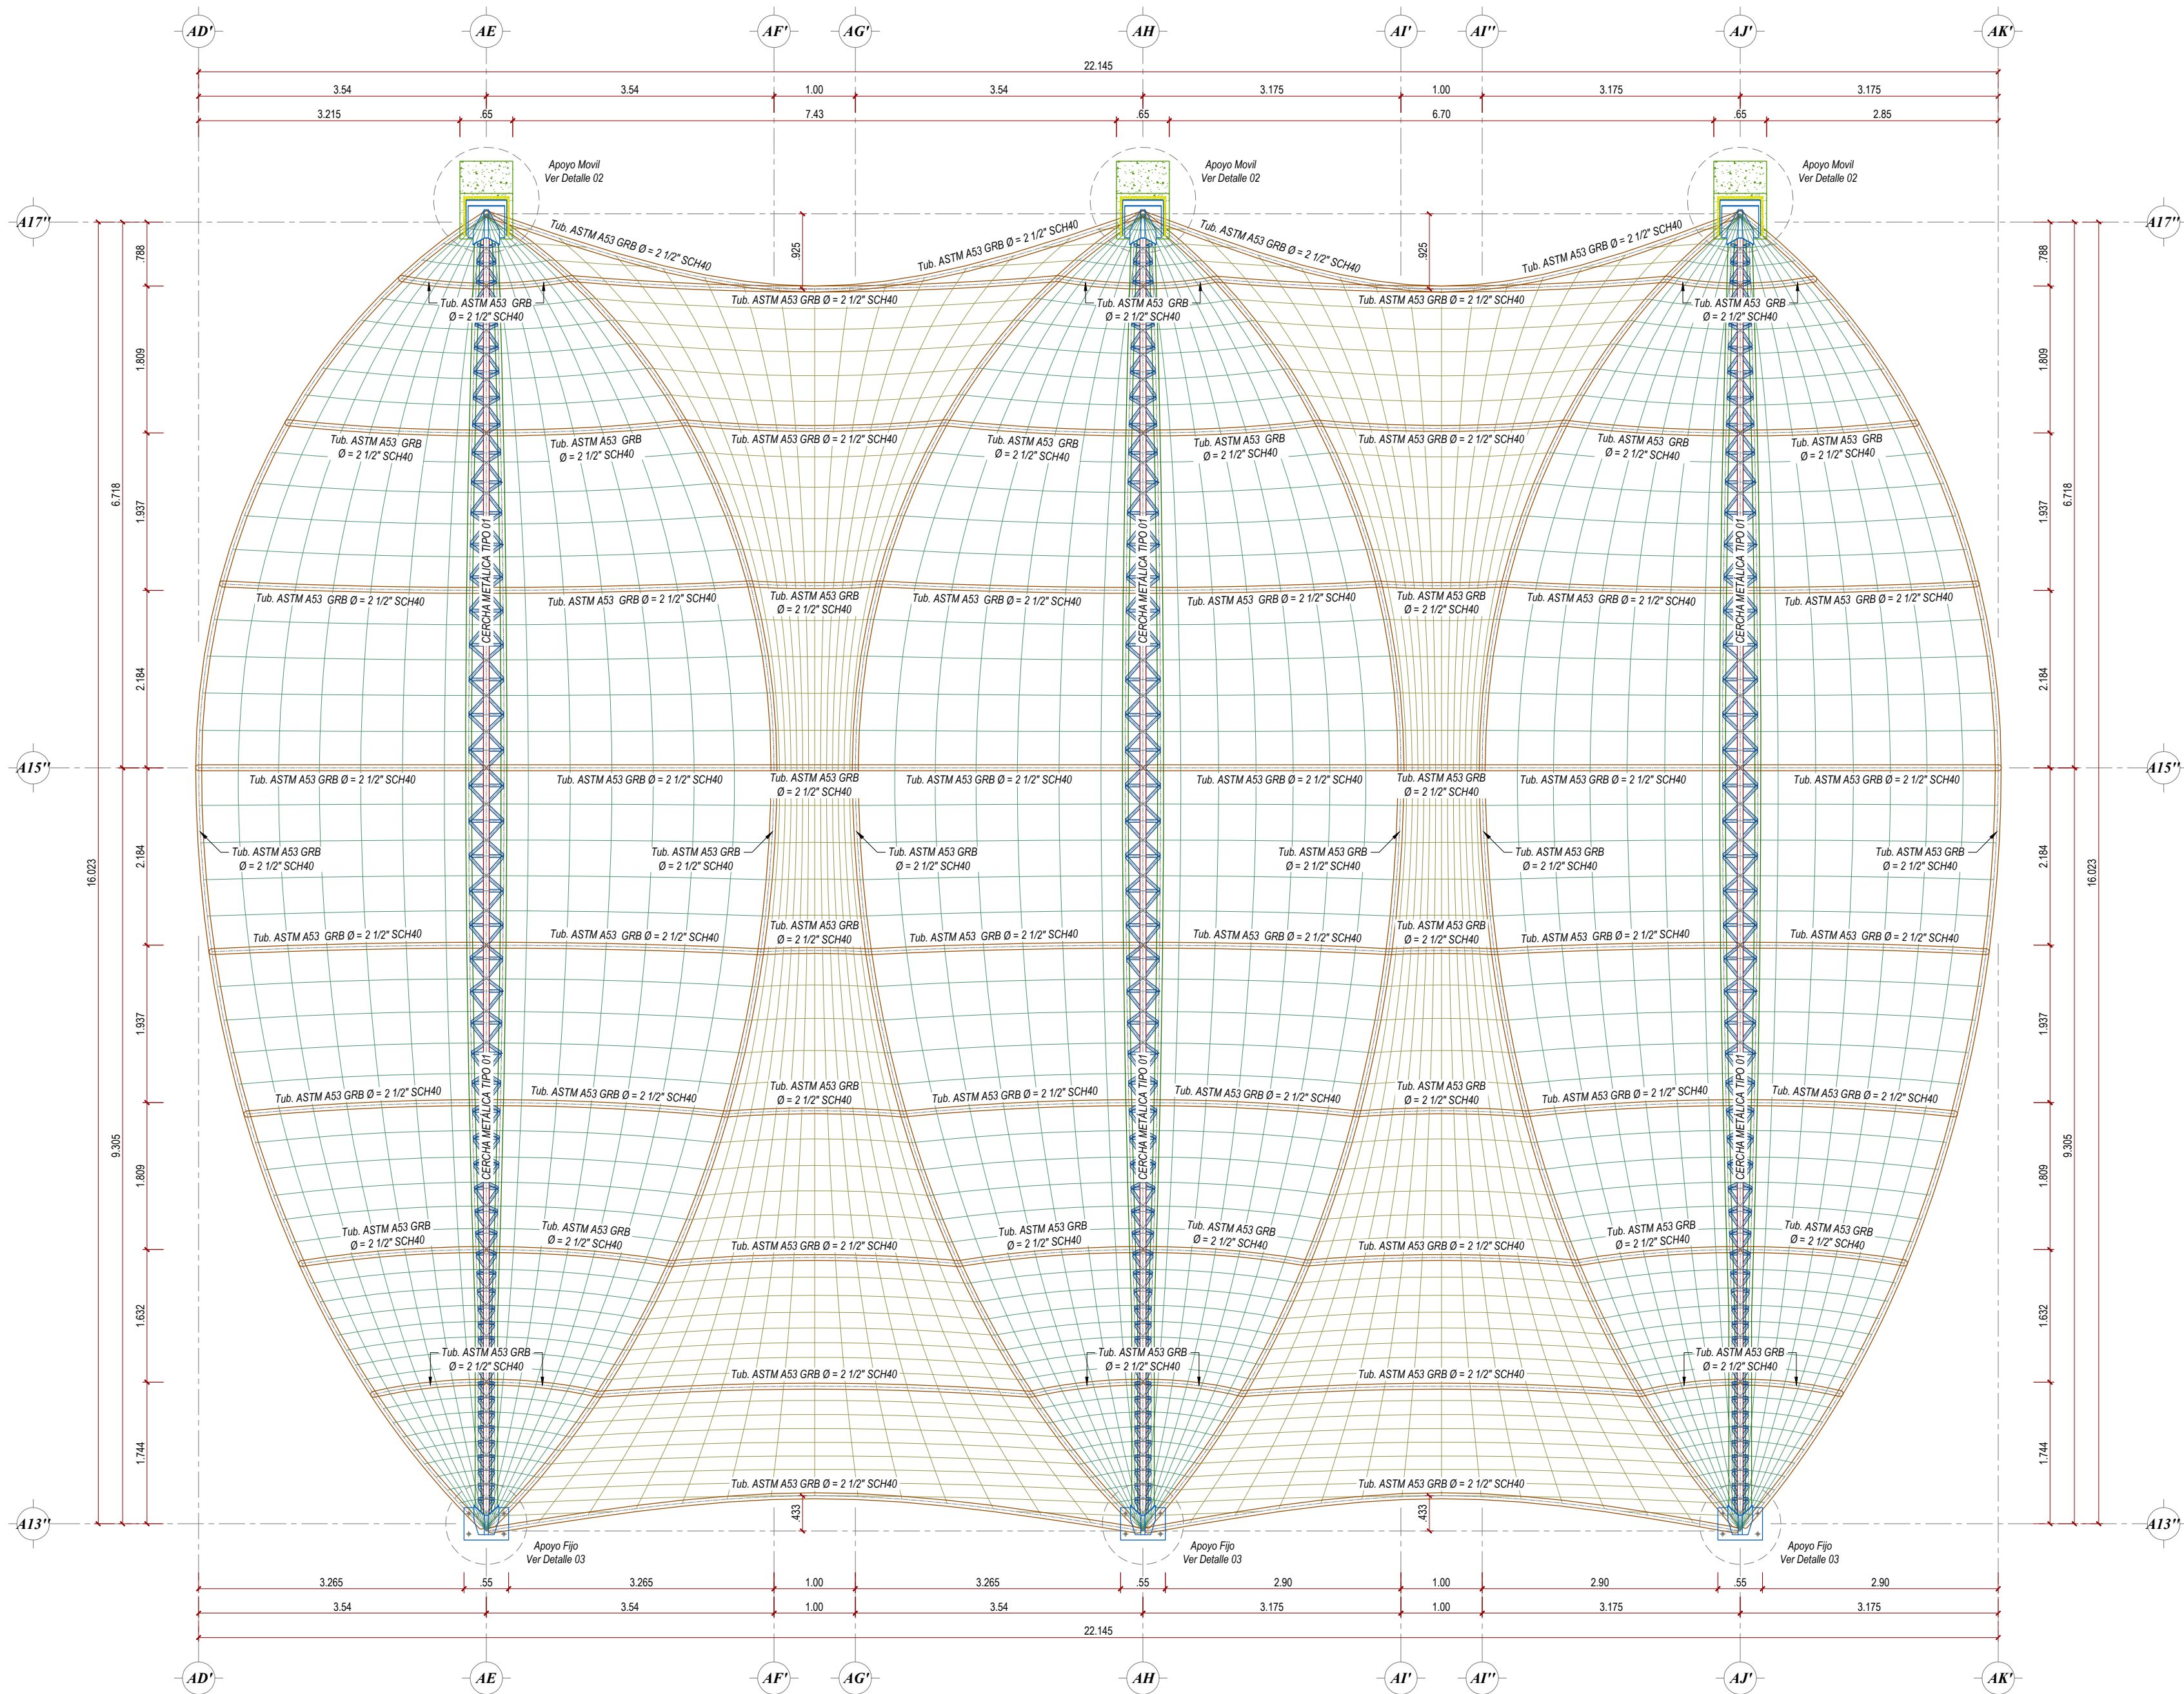 AD' AE AF' AG' AH AI' AI'' AJ' AK'
22.145
3.54 3.54 1.00 3.54 3.175 1.00 3.175 3.175
3.215 .65 7.43 .65 6.70 .65 2.85
Apoyo Movil
Ver Detalle 02
Apoyo Movil
Ver Detalle 02
Apoyo Movil
Ver Detalle 02
A17'' A17''
.788 .925 .925 .788
Tub. ASTM A53 GRB Ø = 2 1/2" SCH40
Tub. ASTM A53 GRB Ø = 2 1/2" SCH40
Tub. ASTM A53 GRB Ø = 2 1/2" SCH40
Tub. ASTM A53 GRB Ø = 2 1/2" SCH40
Tub. ASTM A53 GRB
Ø = 2 1/2" SCH40
Tub. ASTM A53 GRB Ø = 2 1/2" SCH40
Tub. ASTM A53 GRB
Ø = 2 1/2" SCH40
Tub. ASTM A53 GRB Ø = 2 1/2" SCH40
Tub. ASTM A53 GRB
Ø = 2 1/2" SCH40
1.809 1.809
Tub. ASTM A53 GRB
Ø = 2 1/2" SCH40
Tub. ASTM A53 GRB
Ø = 2 1/2" SCH40
Tub. ASTM A53 GRB Ø = 2 1/2" SCH40
Tub. ASTM A53 GRB
Ø = 2 1/2" SCH40
Tub. ASTM A53 GRB
Ø = 2 1/2" SCH40
Tub. ASTM A53 GRB Ø = 2 1/2" SCH40
Tub. ASTM A53 GRB
Ø = 2 1/2" SCH40
Tub. ASTM A53 GRB
Ø = 2 1/2" SCH40
6.718 1.937 1.937 6.718
CERCHA METÁLICA TIPO 01
CERCHA METÁLICA TIPO 01
CERCHA METÁLICA TIPO 01
Tub. ASTM A53 GRB Ø = 2 1/2" SCH40
Tub. ASTM A53 GRB Ø = 2 1/2" SCH40
Tub. ASTM A53 GRB
Ø = 2 1/2" SCH40
Tub. ASTM A53 GRB Ø = 2 1/2" SCH40
Tub. ASTM A53 GRB Ø = 2 1/2" SCH40
Tub. ASTM A53 GRB
Ø = 2 1/2" SCH40
Tub. ASTM A53 GRB Ø = 2 1/2" SCH40
Tub. ASTM A53 GRB Ø = 2 1/2" SCH40
2.184 2.184
A15'' A15''
Tub. ASTM A53 GRB Ø = 2 1/2" SCH40
Tub. ASTM A53 GRB Ø = 2 1/2" SCH40
Tub. ASTM A53 GRB
Ø = 2 1/2" SCH40
Tub. ASTM A53 GRB Ø = 2 1/2" SCH40
Tub. ASTM A53 GRB Ø = 2 1/2" SCH40
Tub. ASTM A53 GRB
Ø = 2 1/2" SCH40
Tub. ASTM A53 GRB Ø = 2 1/2" SCH40
Tub. ASTM A53 GRB Ø = 2 1/2" SCH40
16.023 2.184 2.184 16.023
Tub. ASTM A53 GRB
Ø = 2 1/2" SCH40
Tub. ASTM A53 GRB
Ø = 2 1/2" SCH40
Tub. ASTM A53 GRB
Ø = 2 1/2" SCH40
Tub. ASTM A53 GRB
Ø = 2 1/2" SCH40
Tub. ASTM A53 GRB
Ø = 2 1/2" SCH40
Tub. ASTM A53 GRB
Ø = 2 1/2" SCH40
Tub. ASTM A53 GRB Ø = 2 1/2" SCH40
Tub. ASTM A53 GRB Ø = 2 1/2" SCH40
Tub. ASTM A53 GRB
Ø = 2 1/2" SCH40
Tub. ASTM A53 GRB Ø = 2 1/2" SCH40
Tub. ASTM A53 GRB Ø = 2 1/2" SCH40
Tub. ASTM A53 GRB
Ø = 2 1/2" SCH40
Tub. ASTM A53 GRB Ø = 2 1/2" SCH40
Tub. ASTM A53 GRB Ø = 2 1/2" SCH40
1.937 1.937
CERCHA METÁLICA TIPO 01
CERCHA METÁLICA TIPO 01
CERCHA METÁLICA TIPO 01
Tub. ASTM A53 GRB Ø = 2 1/2" SCH40
Tub. ASTM A53 GRB Ø = 2 1/2" SCH40
Tub. ASTM A53 GRB
Ø = 2 1/2" SCH40
Tub. ASTM A53 GRB Ø = 2 1/2" SCH40
Tub. ASTM A53 GRB Ø = 2 1/2" SCH40
Tub. ASTM A53 GRB
Ø = 2 1/2" SCH40
Tub. ASTM A53 GRB Ø = 2 1/2" SCH40
Tub. ASTM A53 GRB Ø = 2 1/2" SCH40
9.305 1.809 1.809 9.305
Tub. ASTM A53 GRB
Ø = 2 1/2" SCH40
Tub. ASTM A53 GRB
Ø = 2 1/2" SCH40
Tub. ASTM A53 GRB Ø = 2 1/2" SCH40
Tub. ASTM A53 GRB
Ø = 2 1/2" SCH40
Tub. ASTM A53 GRB
Ø = 2 1/2" SCH40
Tub. ASTM A53 GRB Ø = 2 1/2" SCH40
Tub. ASTM A53 GRB
Ø = 2 1/2" SCH40
Tub. ASTM A53 GRB
Ø = 2 1/2" SCH40
1.632 1.632
Tub. ASTM A53 GRB
Ø = 2 1/2" SCH40
Tub. ASTM A53 GRB Ø = 2 1/2" SCH40
Tub. ASTM A53 GRB
Ø = 2 1/2" SCH40
Tub. ASTM A53 GRB Ø = 2 1/2" SCH40
Tub. ASTM A53 GRB
Ø = 2 1/2" SCH40
1.744 1.744
Tub. ASTM A53 GRB Ø = 2 1/2" SCH40
Tub. ASTM A53 GRB Ø = 2 1/2" SCH40
.433 .433
A13'' A13''
Apoyo Fijo
Ver Detalle 03
Apoyo Fijo
Ver Detalle 03
Apoyo Fijo
Ver Detalle 03
3.265 .55 3.265 1.00 3.265 .55 2.90 1.00 2.90 .55 2.90
3.54 3.54 1.00 3.54 3.175 1.00 3.175 3.175
22.145
AD' AE AF' AG' AH AI' AI'' AJ' AK'